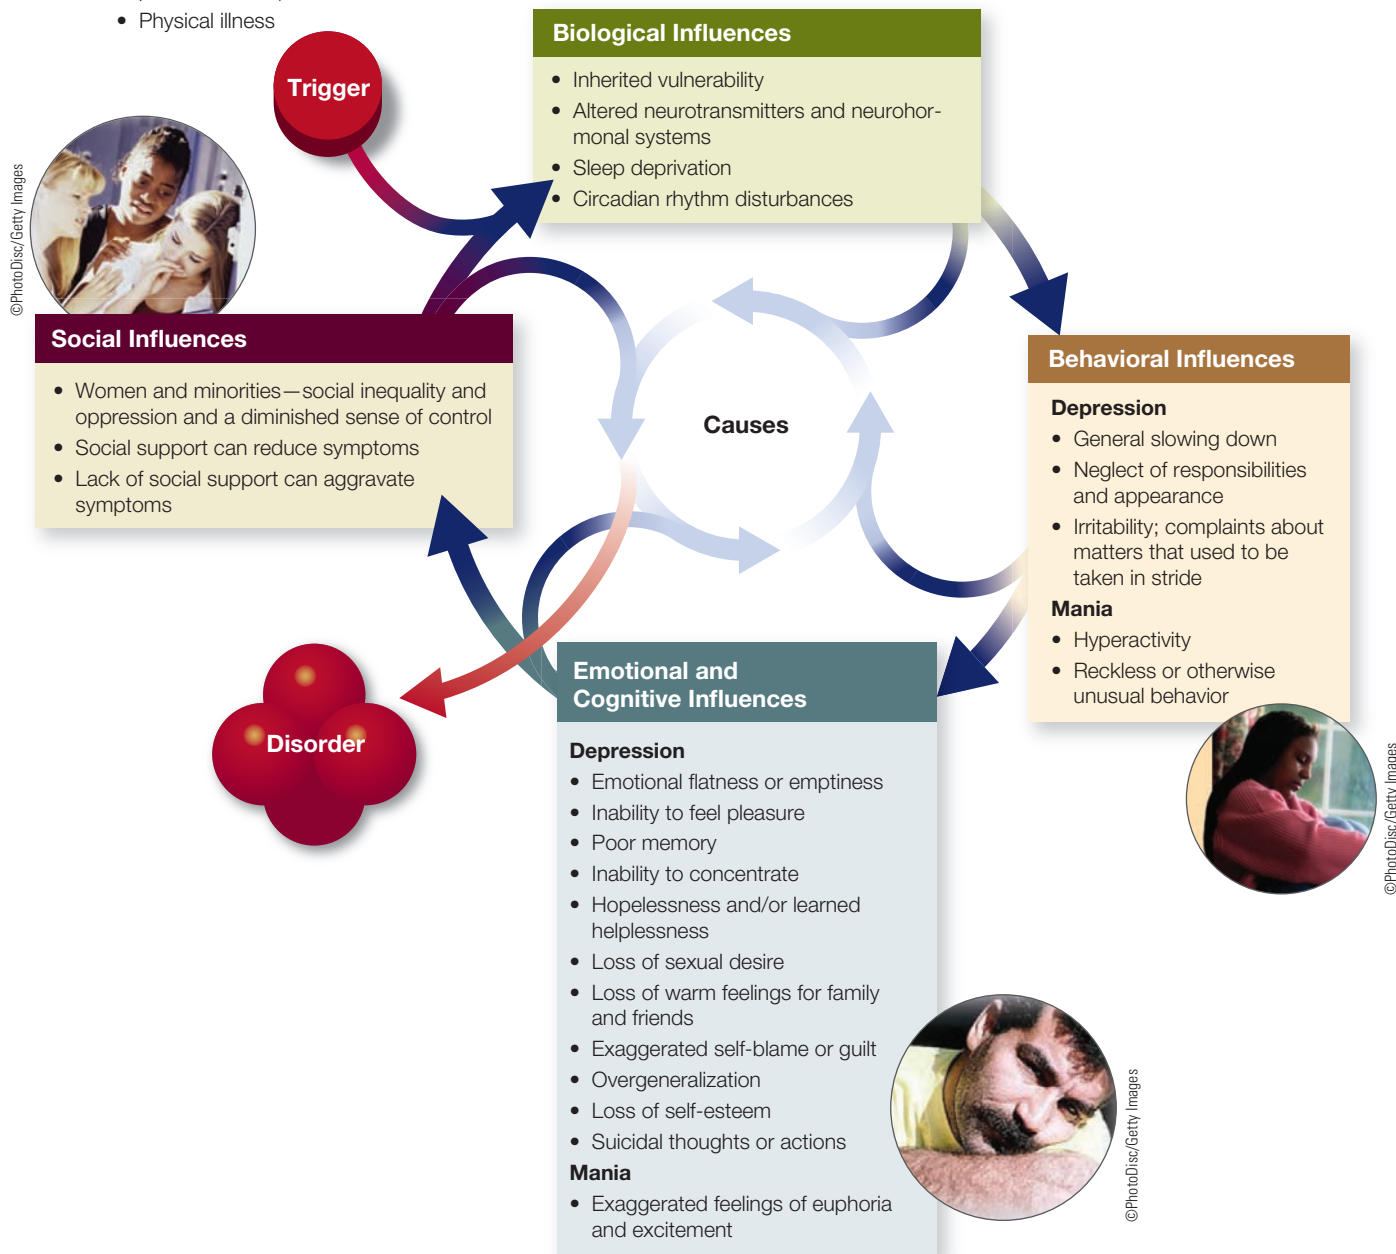 • Physical illness
Trigger
Biological Influences
• Inherited vulnerability
• Altered neurotransmitters and neurohor-
monal systems
• Sleep deprivation
• Circadian rhythm disturbances
©PhotoDisc/Getty Images
Social Influences
• Women and minorities—social inequality and
oppression and a diminished sense of control
• Social support can reduce symptoms
• Lack of social support can aggravate
symptoms
Causes
Behavioral Influences
Depression
• General slowing down
• Neglect of responsibilities
and appearance
• Irritability; complaints about
matters that used to be
taken in stride
Mania
• Hyperactivity
• Reckless or otherwise
unusual behavior
©PhotoDisc/Getty Images
Disorder
Emotional and
Cognitive Influences
Depression
• Emotional flatness or emptiness
• Inability to feel pleasure
• Poor memory
• Inability to concentrate
• Hopelessness and/or learned
helplessness
• Loss of sexual desire
• Loss of warm feelings for family
and friends
• Exaggerated self-blame or guilt
• Overgeneralization
• Loss of self-esteem
• Suicidal thoughts or actions
Mania
• Exaggerated feelings of euphoria
and excitement
©PhotoDisc/Getty Images